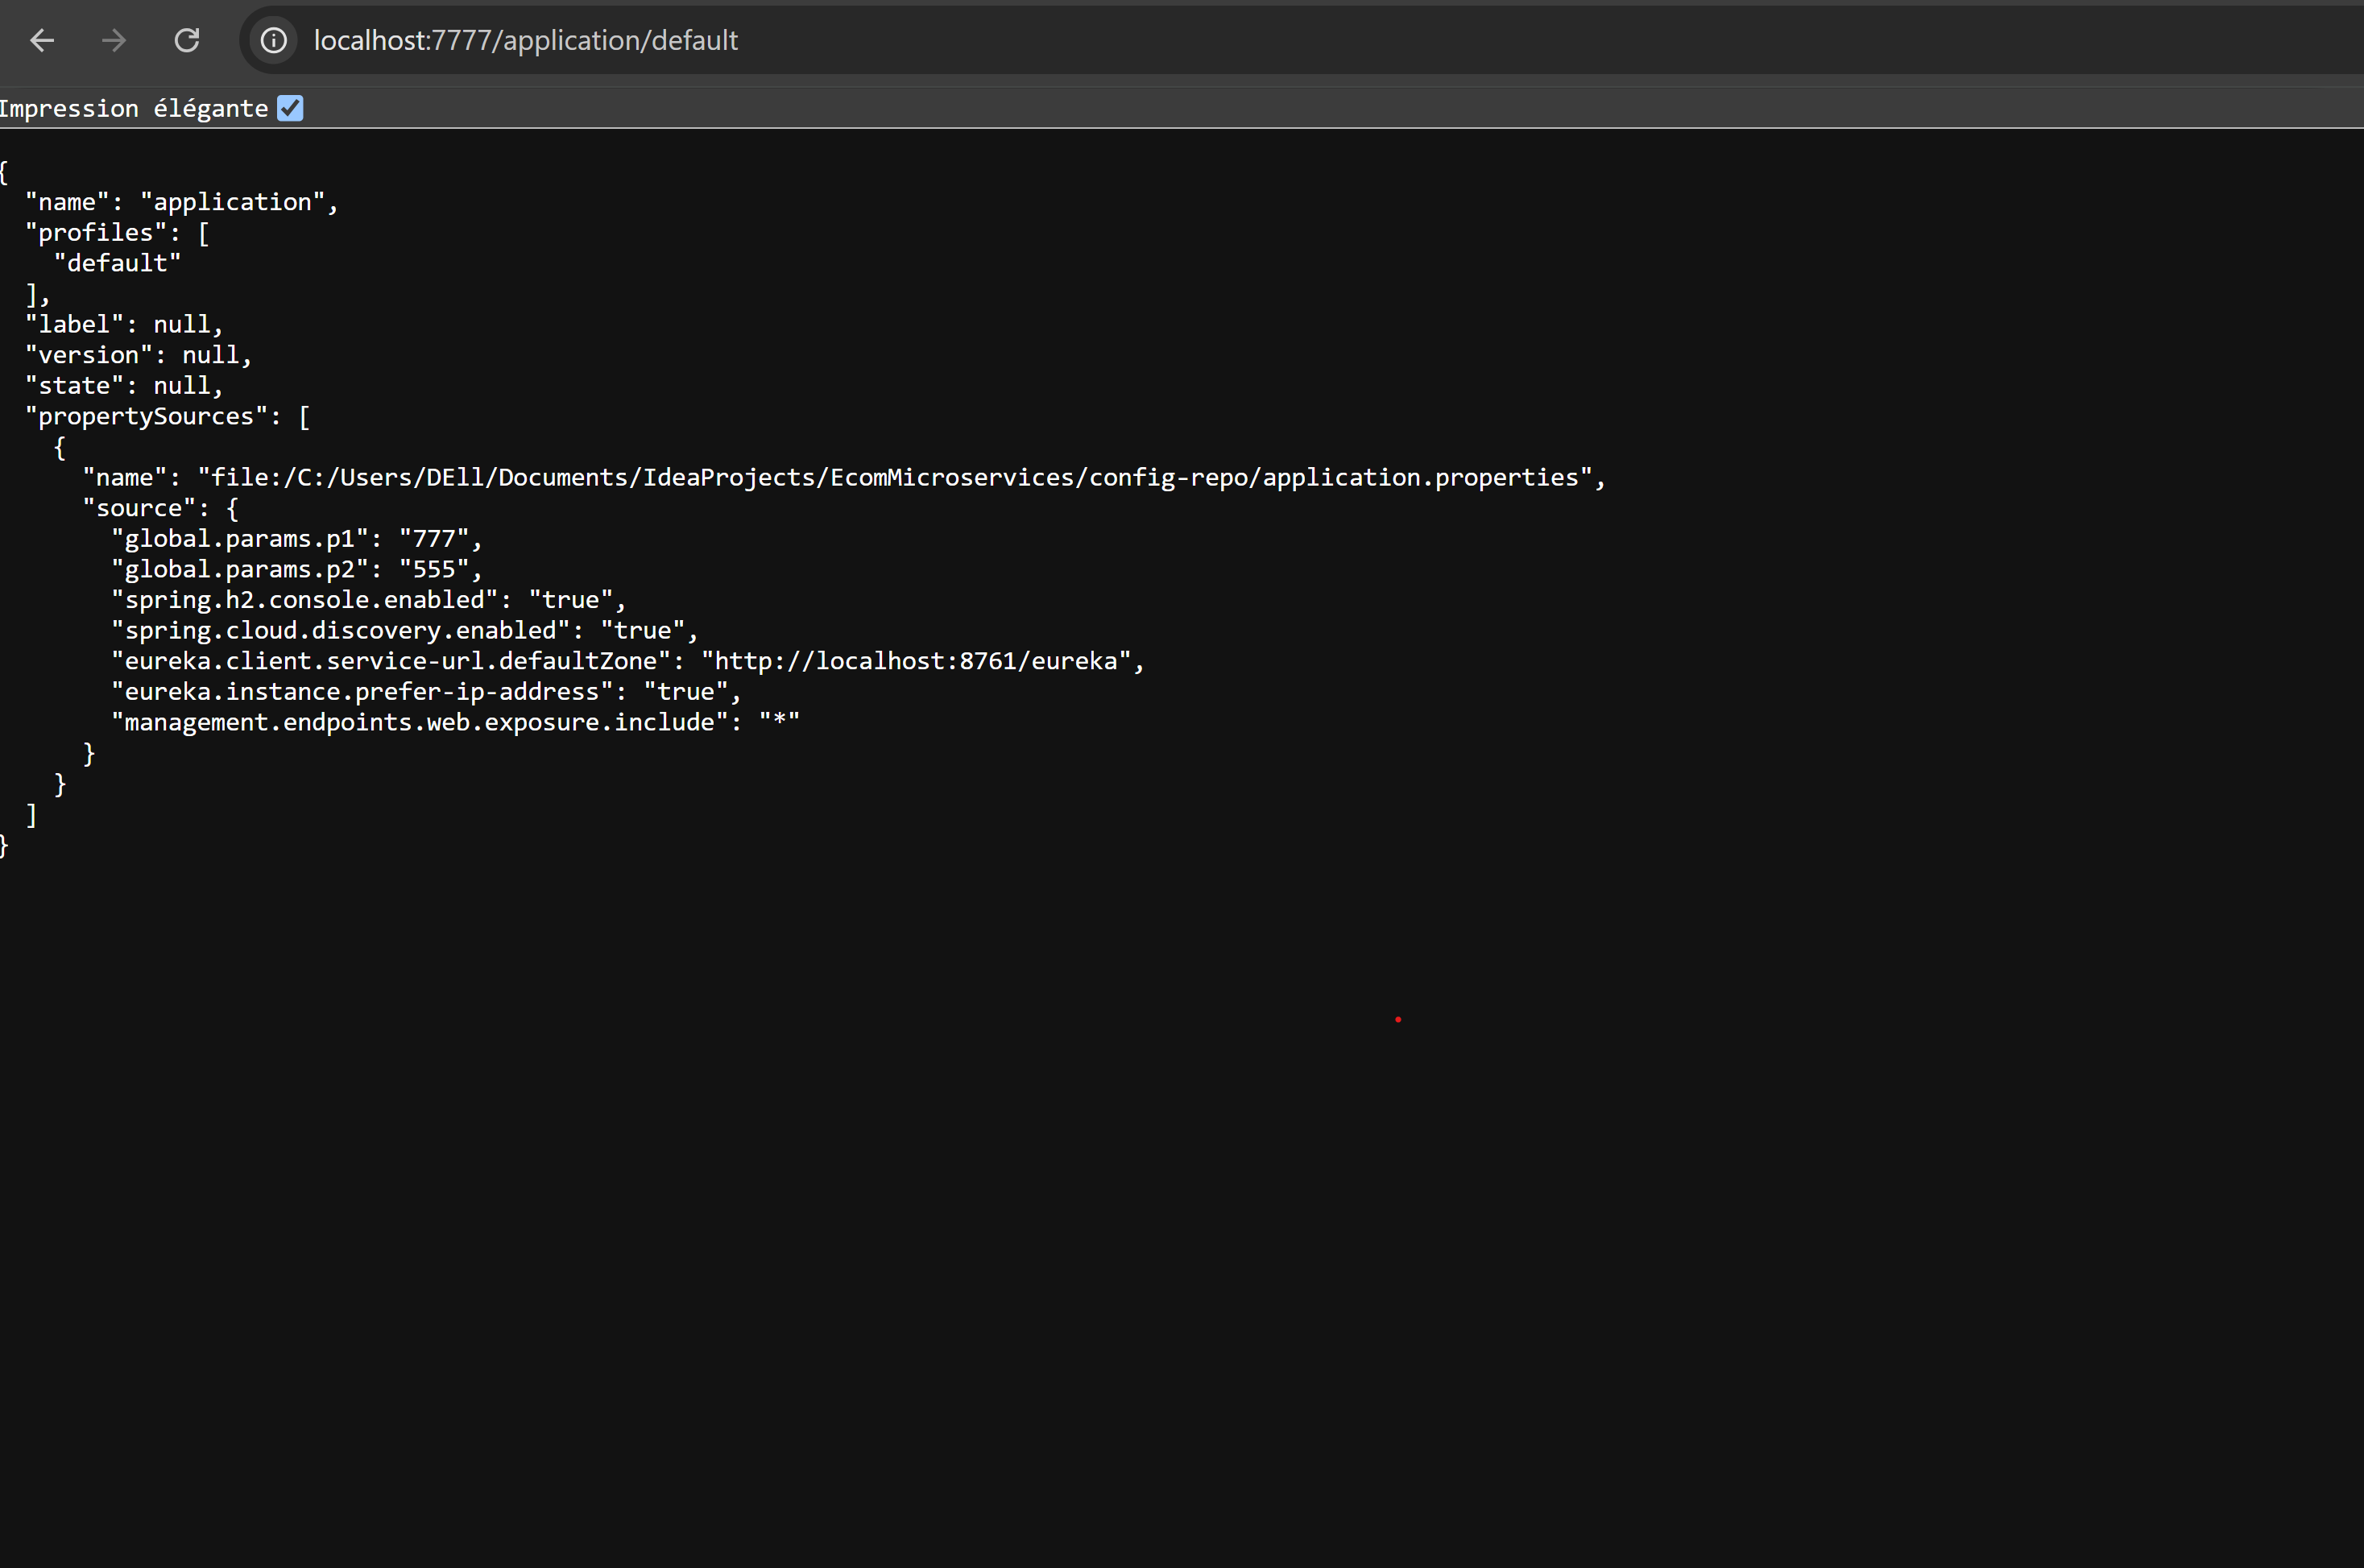 localhost:7777/application/default
Impression élégante
{
  "name": "application",
  "profiles": [
    "default"
  ],
  "label": null,
  "version": null,
  "state": null,
  "propertySources": [
    {
      "name": "file:/C:/Users/DEll/Documents/IdeaProjects/EcomMicroservices/config-repo/application.properties",
      "source": {
        "global.params.p1": "777",
        "global.params.p2": "555",
        "spring.h2.console.enabled": "true",
        "spring.cloud.discovery.enabled": "true",
        "eureka.client.service-url.defaultZone": "http://localhost:8761/eureka",
        "eureka.instance.prefer-ip-address": "true",
        "management.endpoints.web.exposure.include": "*"
      }
    }
  ]
}